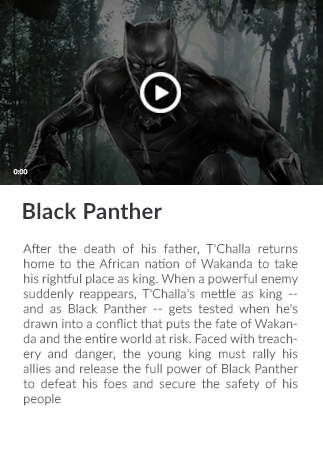 0:00
Black Panther
After the death of his father, T'Challa returns
home to the African nation of Wakanda to take
his rightful place as king. When a powerful enemy
suddenly reappears, T'Challa's mettle as king --
and as Black Panther -- gets tested when he's
drawn into a conflict that puts the fate of Wakan-
da and the entire world at risk. Faced with treach-
ery and danger, the young king must rally his
allies and release the full power of Black Panther
to defeat his foes and secure the safety of his
people